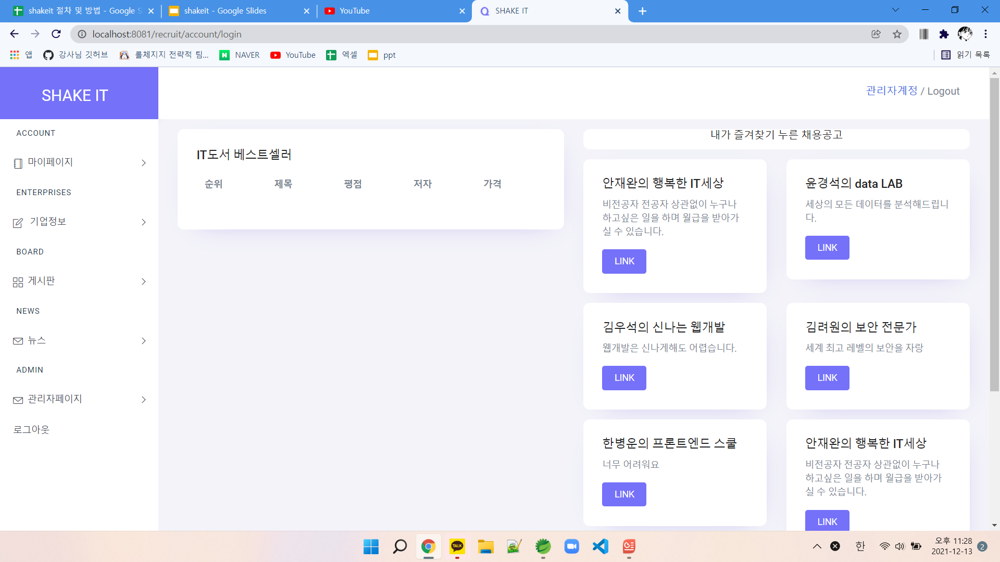 shakeit 절차 및 방법 - Google S
shakeit - Google Slides
YouTube
SHAKE IT
localhost:8081/recruit/account/login
앱
강사님 깃허브
롤체지지 전략적 팀...
NAVER
YouTube
엑셀
ppt
읽기 목록
SHAKE IT
관리자계정 / Logout
ACCOUNT
마이페이지
ENTERPRISES
기업정보
BOARD
게시판
NEWS
뉴스
ADMIN
관리자페이지
로그아웃
IT도서 베스트셀러
순위 제목 평점 저자 가격
내가 즐겨찾기 누른 채용공고
안재완의 행복한 IT세상
비전공자 전공자 상관없이 누구나
하고싶은 일을 하며 월급을 받아가
실 수 있습니다.
LINK
윤경석의 data LAB
세상의 모든 데이터를 분석해드립니
다.
LINK
김우석의 신나는 웹개발
웹개발은 신나게해도 어렵습니다.
LINK
김려원의 보안 전문가
세계 최고 레벨의 보안을 자랑
LINK
한병운의 프론트엔드 스쿨
너무 어려워요
LINK
안재완의 행복한 IT세상
비전공자 전공자 상관없이 누구나
하고싶은 일을 하며 월급을 받아가
실 수 있습니다.
LINK
TALK
한
오후 11:28
2021-12-13
2